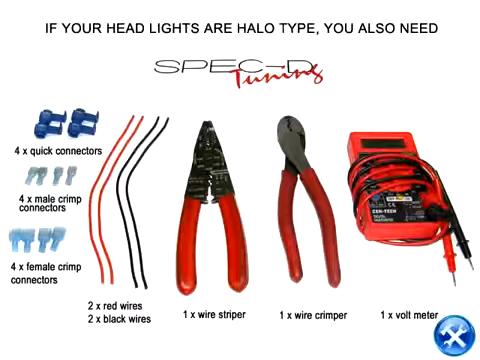 IF YOUR HEAD LIGHTS ARE HALO TYPE, YOU ALSO NEED
SPEC-D
Tuning
4 x quick connectors
4 x male crimp
connectors
4 x female crimp
connectors
2 x red wires
2 x black wires
1 x wire striper
1 x wire crimper
1 x volt meter
CEN-TECH